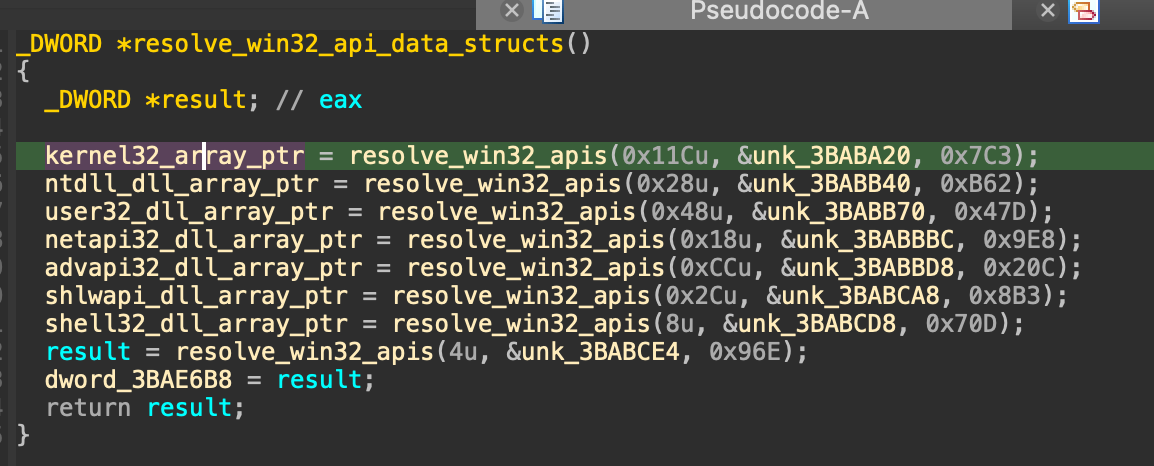 Pseudocode-A
_DWORD *resolve_win32_api_data_structs()
{
_DWORD *result; // eax
kernel32_array_ptr = resolve_win32_apis(0x11Cu, &unk_3BABA20, 0x7C3);
ntdll_dll_array_ptr = resolve_win32_apis(0x28u, &unk_3BABB40, 0xB62);
user32_dll_array_ptr = resolve_win32_apis(0x48u, &unk_3BABB70, 0x47D);
netapi32_dll_array_ptr = resolve_win32_apis(0x18u, &unk_3BABBBC, 0x9E8);
advapi32_dll_array_ptr = resolve_win32_apis(0xCCu, &unk_3BABBD8, 0x20C);
shlwapi_dll_array_ptr = resolve_win32_apis(0x2Cu, &unk_3BABCA8, 0x8B3);
shell32_dll_array_ptr = resolve_win32_apis(8u, &unk_3BABCD8, 0x70D);
result = resolve_win32_apis(4u, &unk_3BABCE4, 0x96E);
dword_3BAE6B8 = result;
return result;
}